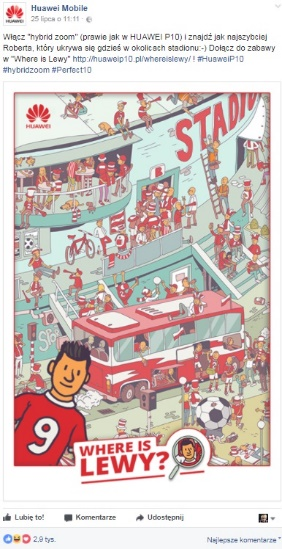 Huawei Mobile
25 lipca o 11:11
Włącz "hybrid zoom" (prawie jak w HUAWEI P10) i znajdź jak najszybciej
Roberta, który ukrywa się gdzieś w okolicach stadionu:-) Dołącz do zabawy
w "Where is Lewy" http://huaweip10.pl/whereislewy/ ! #HuaweiP10
#hybridzoom #Perfect10
HUAWEI
STADI
9
WHERE IS
LEWY?
Lubię to!
Komentarze
Udostępnij
2,9 tys.
Najlepsze komentarze